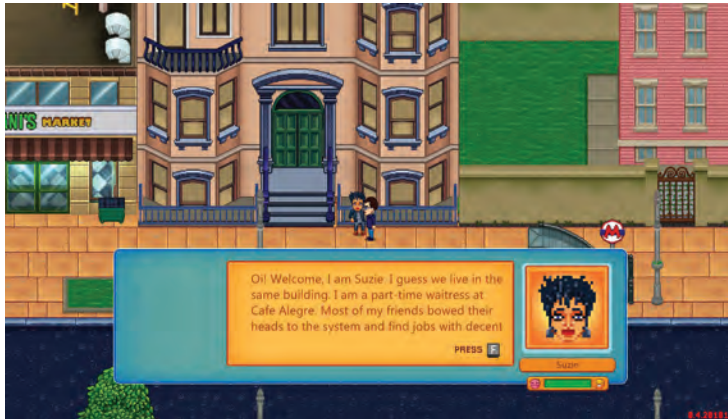 NI'S MARKET
M
Oi! Welcome, I am Suzie. I guess we live in the
same building. I am a part-time waitress at
Cafe Alegre. Most of my friends bowed their
heads to the system and find jobs with decent
PRESS F
Suzie